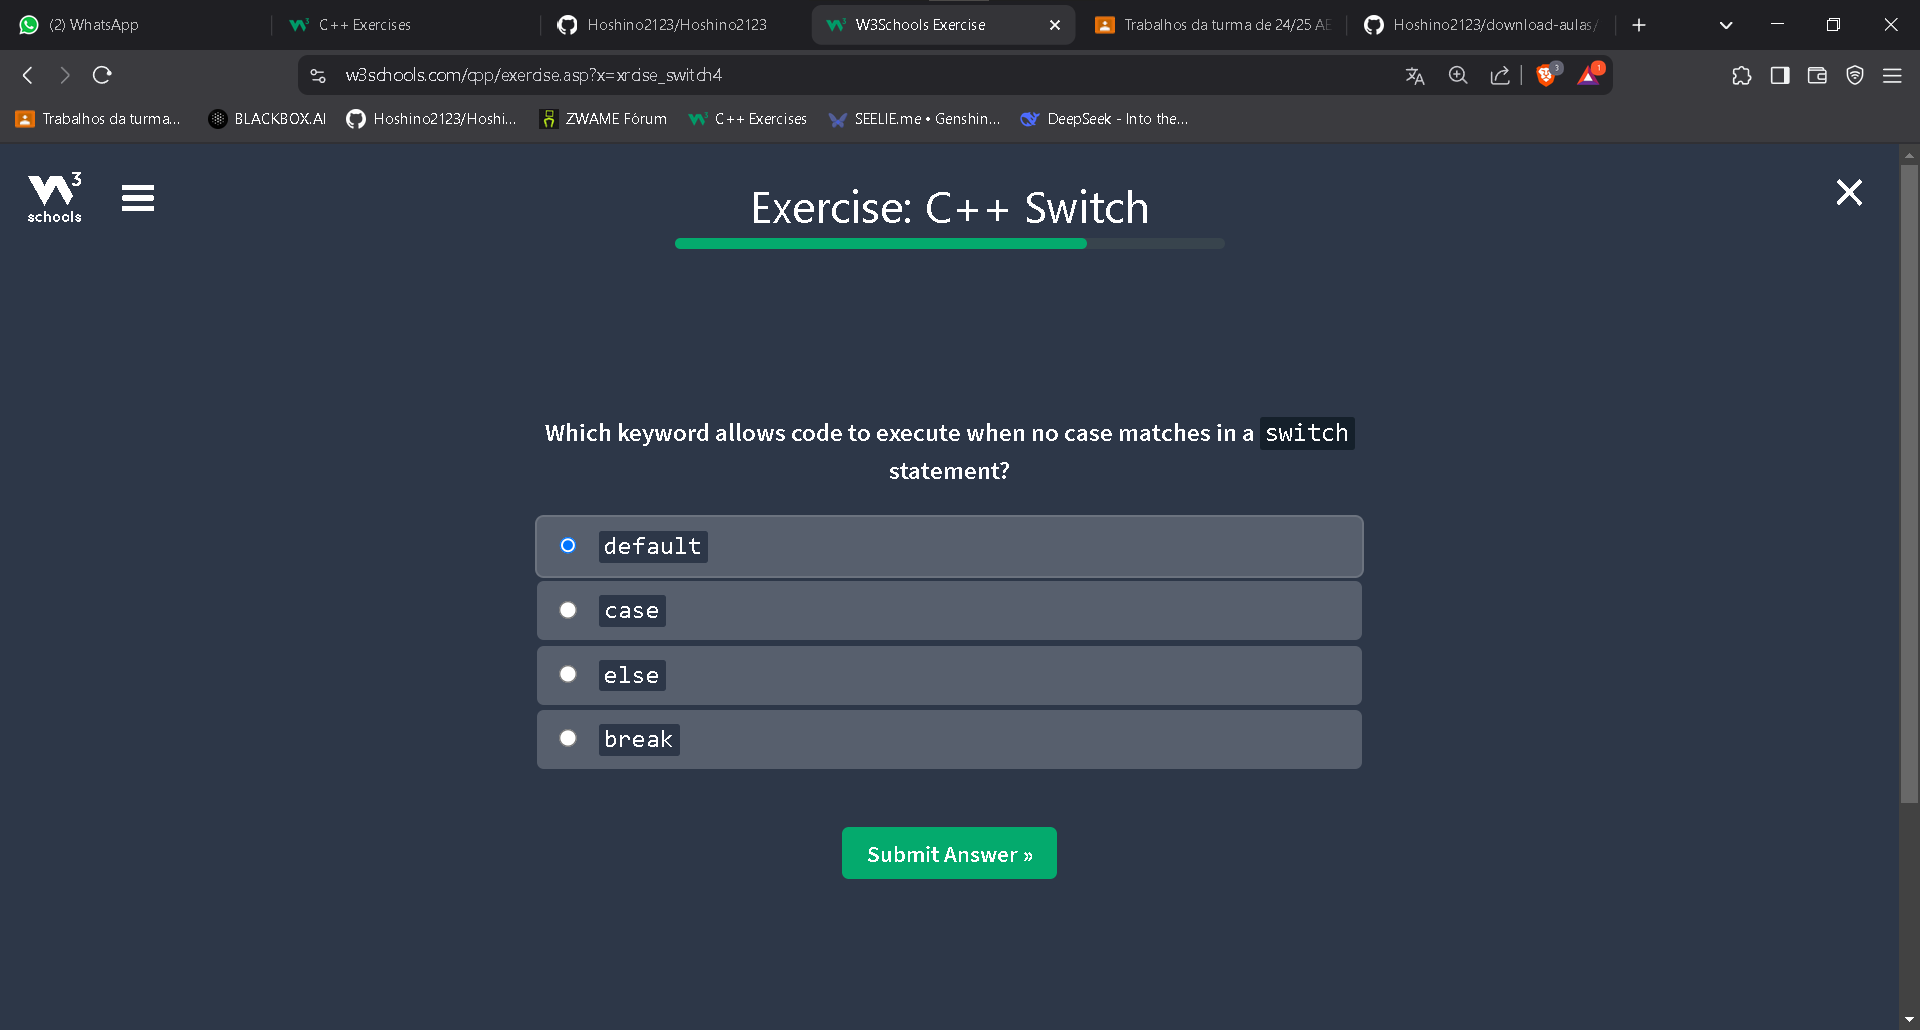 (2) WhatsApp
C++ Exercises
Hoshino2123/Hoshino2123
W3Schools Exercise
Trabalhos da turma de 24/25 AE
Hoshino2123/download-aulas/
w3schools.com/cpp/exercise.asp?x=xrcise_switch4
3
1
Trabalhos da turma...
BLACKBOX.AI
Hoshino2123/Hoshi...
ZWAME Fórum
C++ Exercises
SEELIE.me • Genshin...
DeepSeek - Into the...
W3
schools
Exercise: C++ Switch
Which keyword allows code to execute when no case matches in a switch
statement?
default
case
else
break
Submit Answer »